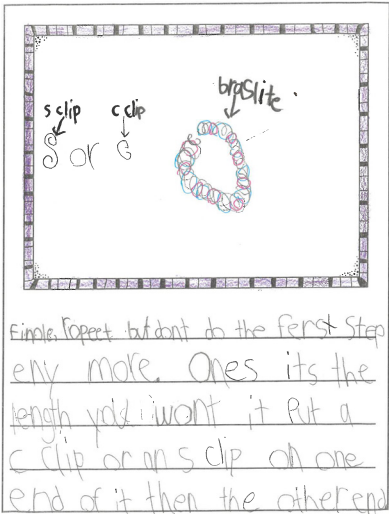 braslite
s clip c clip
S or c
Finole, ropeet but dont do the ferst Step
eny more. Ones its the
length you wont it Put a
c clip or an s clip on one
end of it then the other end